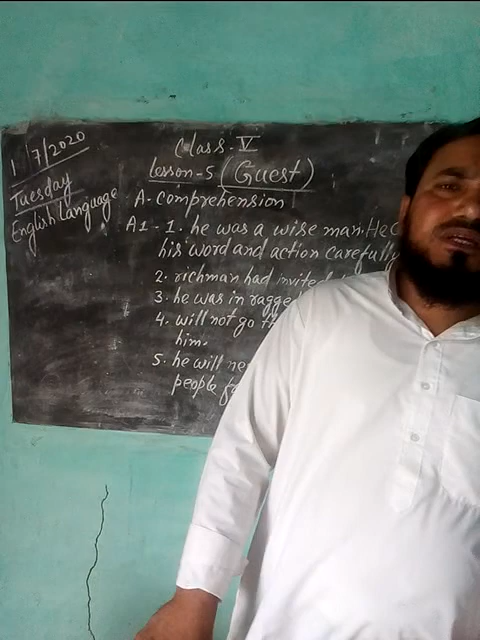 1 /7/2020
Tuesday
English Language
Class - V
Lesson - 5 (Guest)
A. comprehension
A1 - 1. he was a wise man. He
his word and action carefully
2. richman had invited
3. he was in
4. will not go
him.
5. he will
people